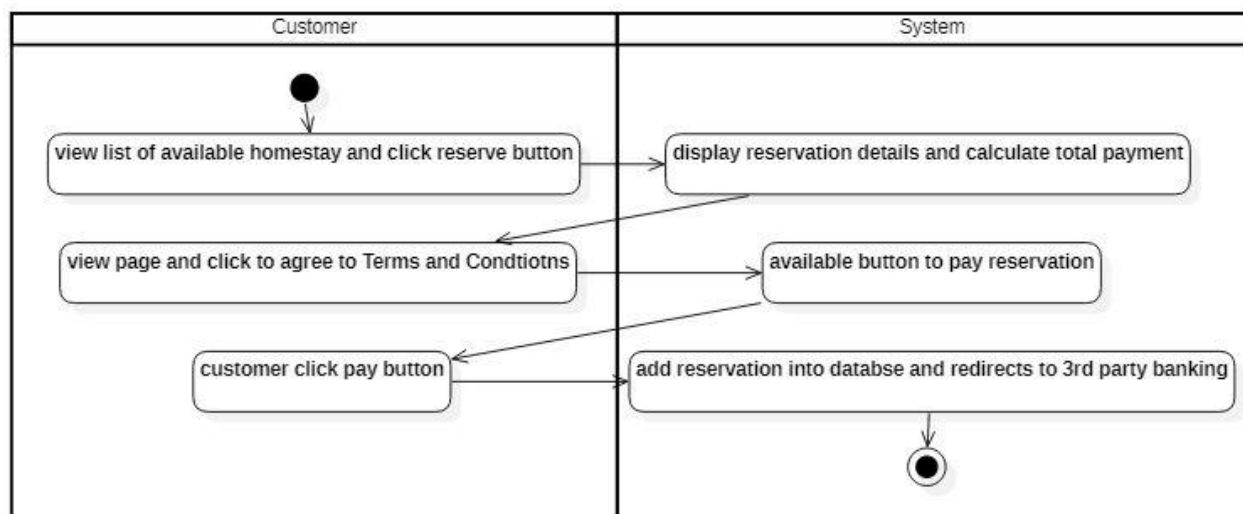 Customer
System
view list of available homestay and click reserve button
display reservation details and calculate total payment
view page and click to agree to Terms and Condtiotns
available button to pay reservation
customer click pay button
add reservation into databse and redirects to 3rd party banking